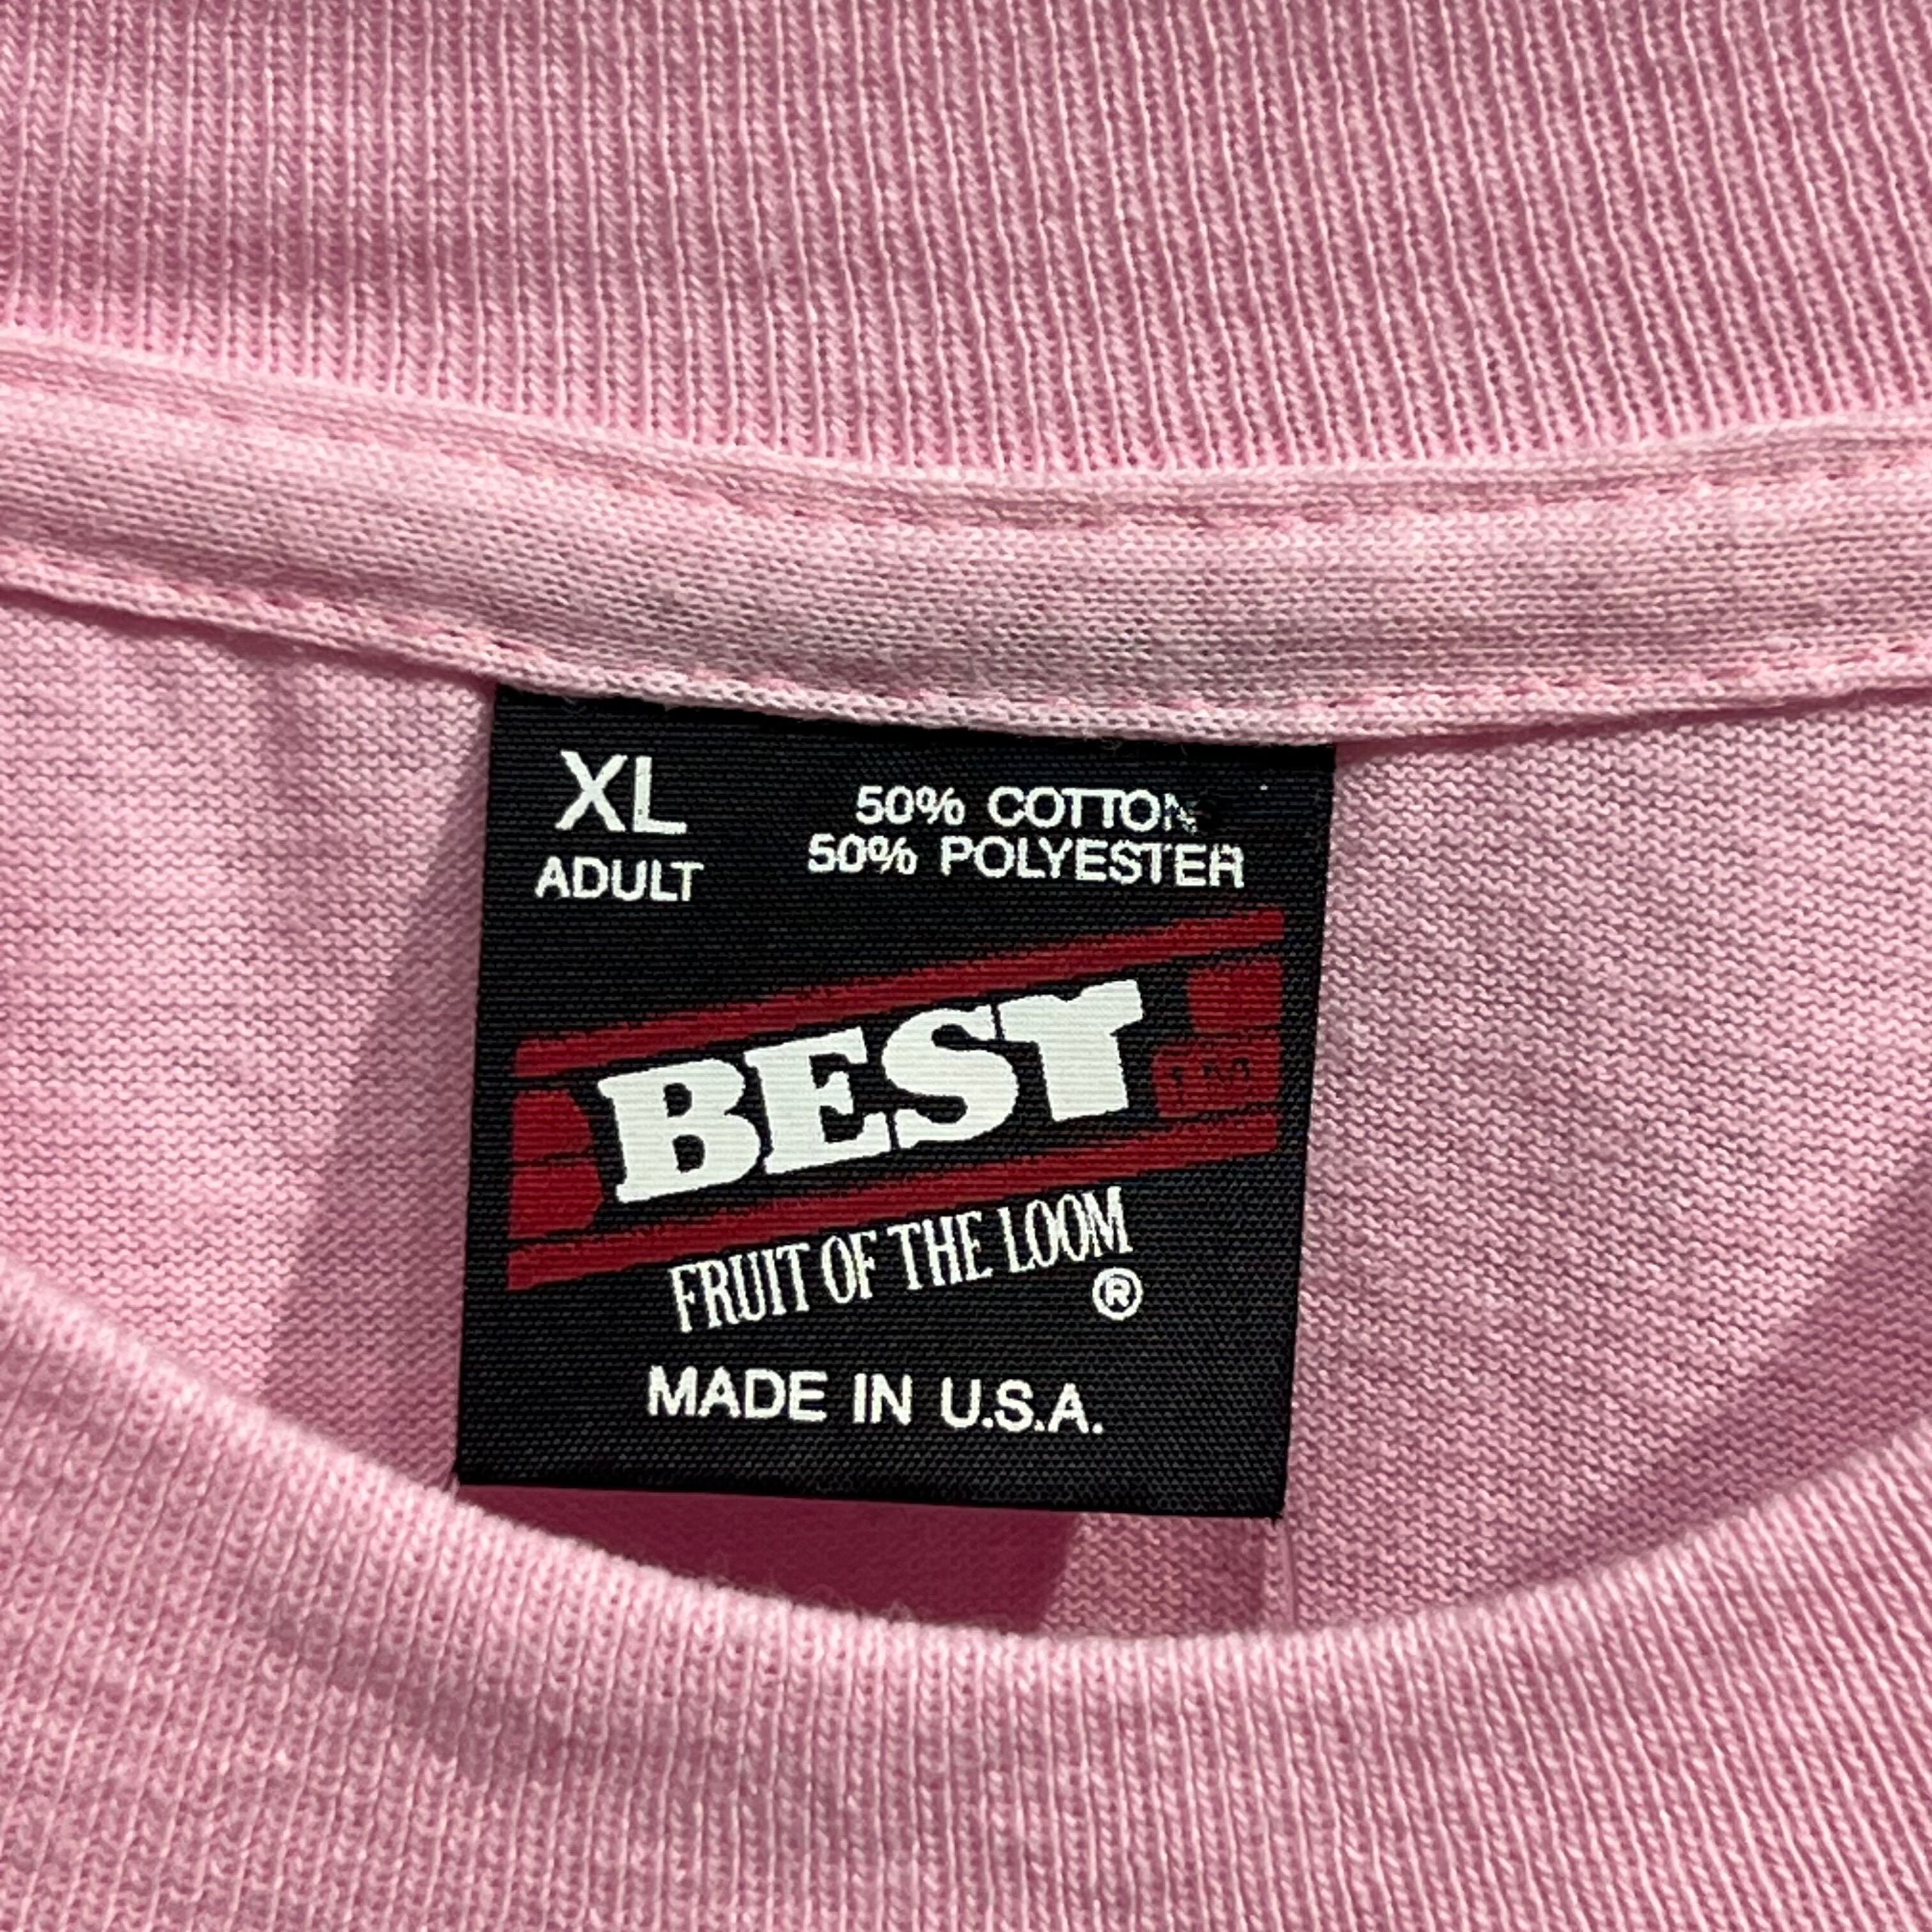 XL
ADULT
50% COTTON
50% POLYESTER
BEST
FRUIT OF THE LOOM
®
MADE IN U.S.A.